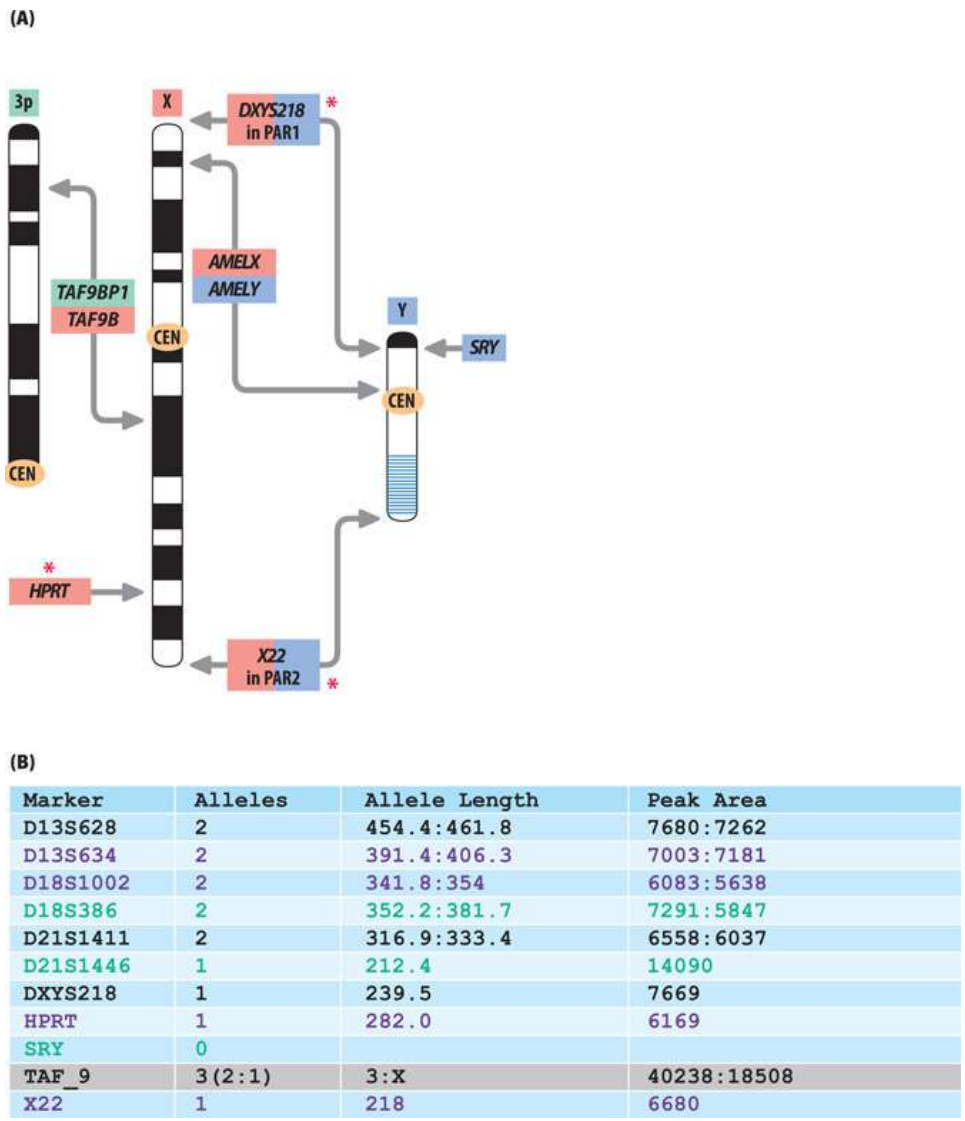 (A)
3p
X
DXYS218
in PAR1
*
AMELX
AMELY
TAF9BP1
TAF9B
Y
SRY
CEN
CEN
CEN
*
HPRT
X22
in PAR2
*
(B)
Marker Alleles Allele Length Peak Area
D13S628 2 454.4:461.8 7680:7262
D13S634 2 391.4:406.3 7003:7181
D18S1002 2 341.8:354 6083:5638
D18S386 2 352.2:381.7 7291:5847
D21S1411 2 316.9:333.4 6558:6037
D21S1446 1 212.4 14090
DXYS218 1 239.5 7669
HPRT 1 282.0 6169
SRY 0
TAF_9 3(2:1) 3:X 40238:18508
X22 1 218 6680